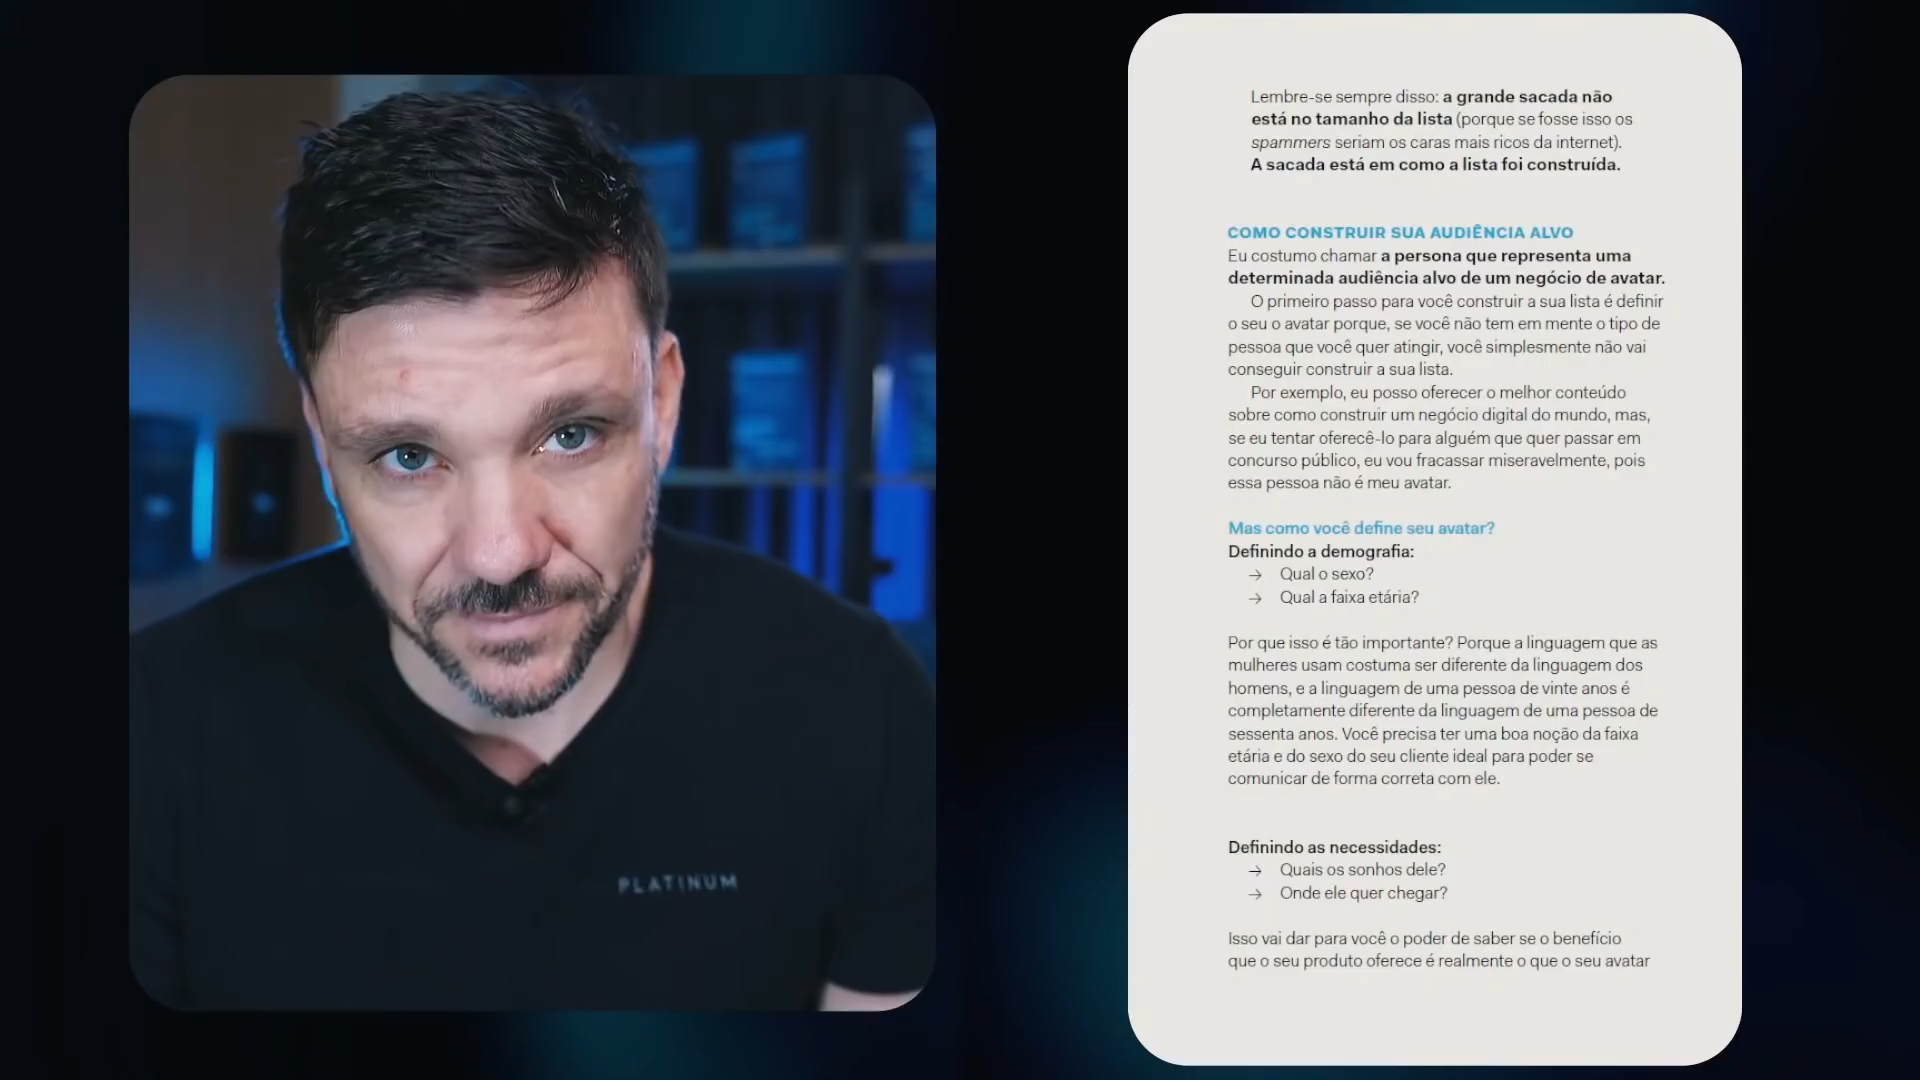 PLATINUM
Lembre-se sempre disso: a grande sacada não
está no tamanho da lista (porque se fosse isso os
spammers seriam os caras mais ricos da internet).
A sacada está em como a lista foi construída.
COMO CONSTRUIR SUA AUDIÊNCIA ALVO
Eu costumo chamar a persona que representa uma
determinada audiência alvo de um negócio de avatar.
O primeiro passo para você construir a sua lista é definir
o seu o avatar porque, se você não tem em mente o tipo de
pessoa que você quer atingir, você simplesmente não vai
conseguir construir a sua lista.
Por exemplo, eu posso oferecer o melhor conteúdo
sobre como construir um negócio digital do mundo, mas,
se eu tentar oferecê-lo para alguém que quer passar em
concurso público, eu vou fracassar miseravelmente, pois
essa pessoa não é meu avatar.
Mas como você define seu avatar?
Definindo a demografia:
→ Qual o sexo?
→ Qual a faixa etária?
Por que isso é tão importante? Porque a linguagem que as
mulheres usam costuma ser diferente da linguagem dos
homens, e a linguagem de uma pessoa de vinte anos é
completamente diferente da linguagem de uma pessoa de
sessenta anos. Você precisa ter uma boa noção da faixa
etária e do sexo do seu cliente ideal para poder se
comunicar de forma correta com ele.
Definindo as necessidades:
→ Quais os sonhos dele?
→ Onde ele quer chegar?
Isso vai dar para você o poder de saber se o benefício
que o seu produto oferece é realmente o que o seu avatar